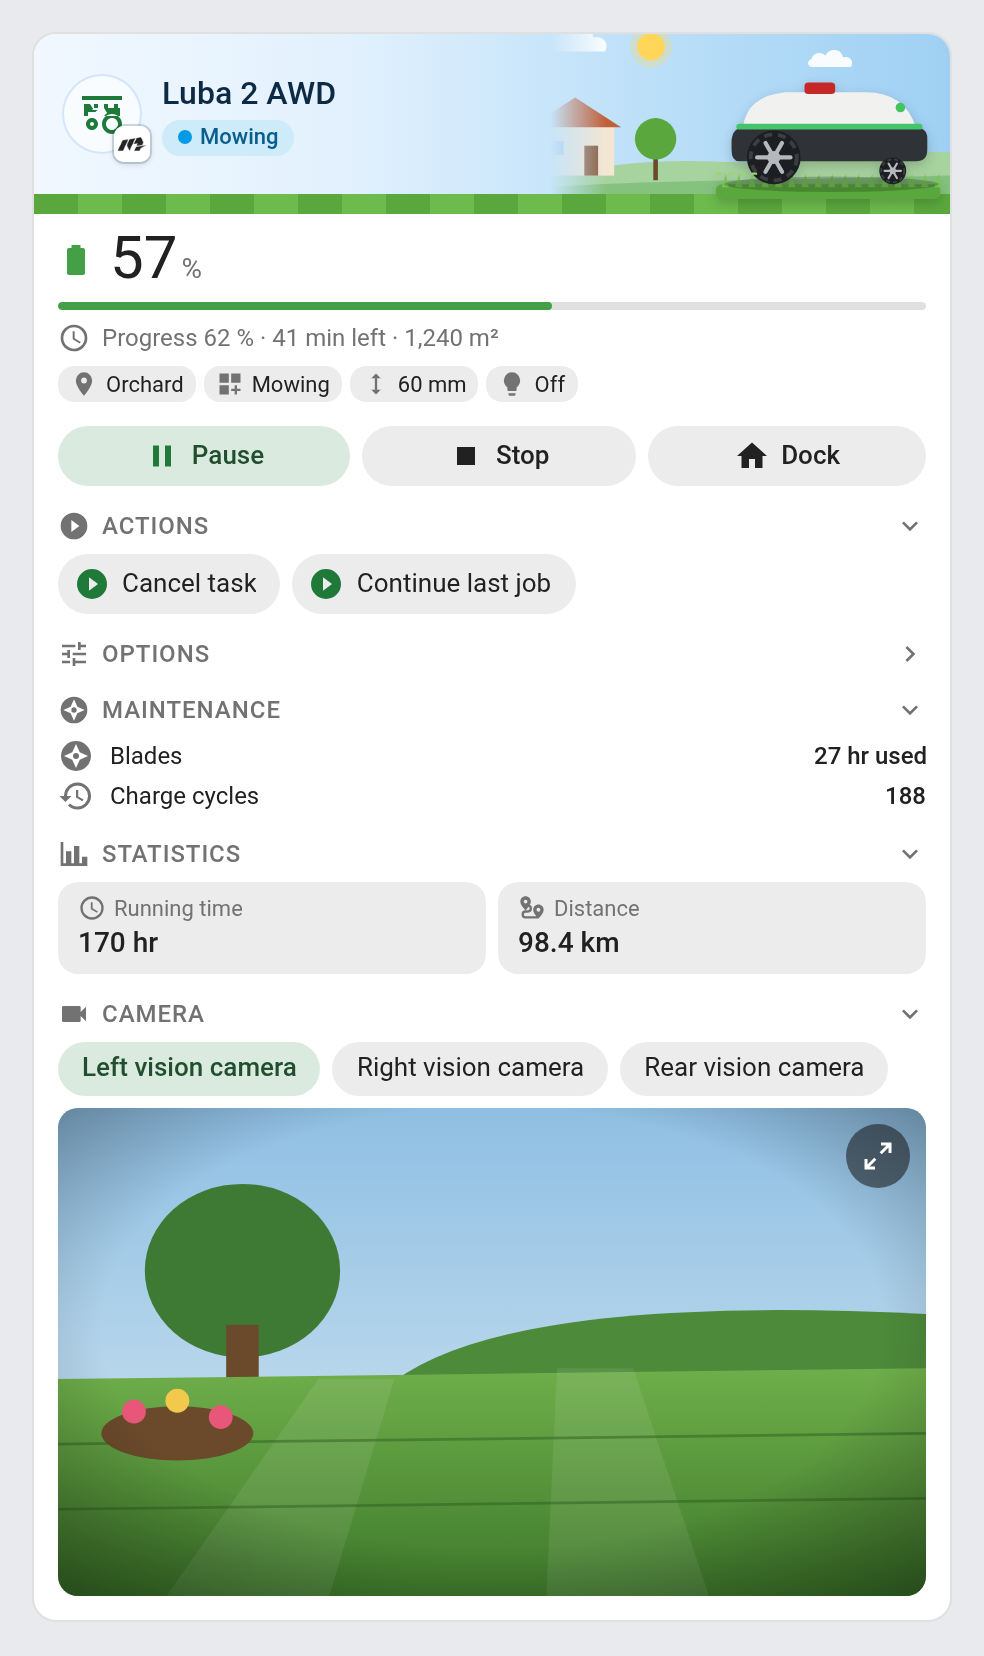 Luba 2 AWD
Mowing
57 %
Progress 62 % · 41 min left · 1,240 m²
Orchard Mowing 60 mm Off
Pause Stop Dock
ACTIONS
Cancel task Continue last job
OPTIONS
MAINTENANCE
Blades 27 hr used
Charge cycles 188
STATISTICS
Running time Distance
170 hr 98.4 km
CAMERA
Left vision camera Right vision camera Rear vision camera